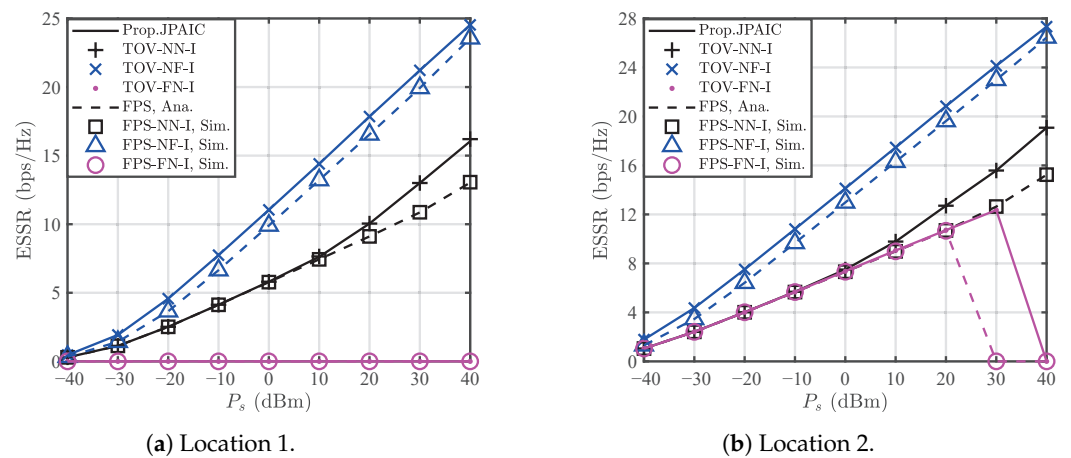 25
20
15
10
5
0
ESSR (bps/Hz)
Prop.JPAIC
TOV-NN-I
TOV-NF-I
TOV-FN-I
FPS, Ana.
FPS-NN-I, Sim.
FPS-NF-I, Sim.
FPS-FN-I, Sim.
−40 −30 −20 −10 0 10 20 30 40
P_s (dBm)
(a) Location 1.
28
24
20
16
12
8
4
0
ESSR (bps/Hz)
Prop.JPAIC
TOV-NN-I
TOV-NF-I
TOV-FN-I
FPS, Ana.
FPS-NN-I, Sim.
FPS-NF-I, Sim.
FPS-FN-I, Sim.
−40 −30 −20 −10 0 10 20 30 40
P_s (dBm)
(b) Location 2.